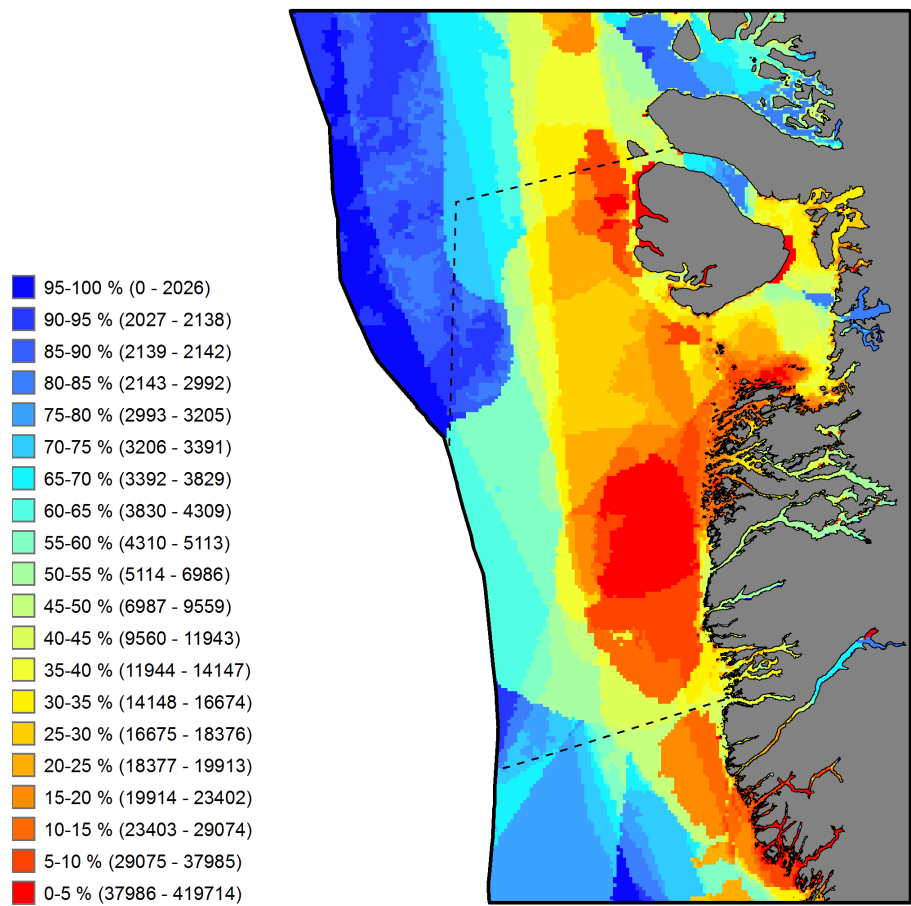 95-100 % (0 - 2026)
90-95 % (2027 - 2138)
85-90 % (2139 - 2142)
80-85 % (2143 - 2992)
75-80 % (2993 - 3205)
70-75 % (3206 - 3391)
65-70 % (3392 - 3829)
60-65 % (3830 - 4309)
55-60 % (4310 - 5113)
50-55 % (5114 - 6986)
45-50 % (6987 - 9559)
40-45 % (9560 - 11943)
35-40 % (11944 - 14147)
30-35 % (14148 - 16674)
25-30 % (16675 - 18376)
20-25 % (18377 - 19913)
15-20 % (19914 - 23402)
10-15 % (23403 - 29074)
5-10 % (29075 - 37985)
0-5 % (37986 - 419714)